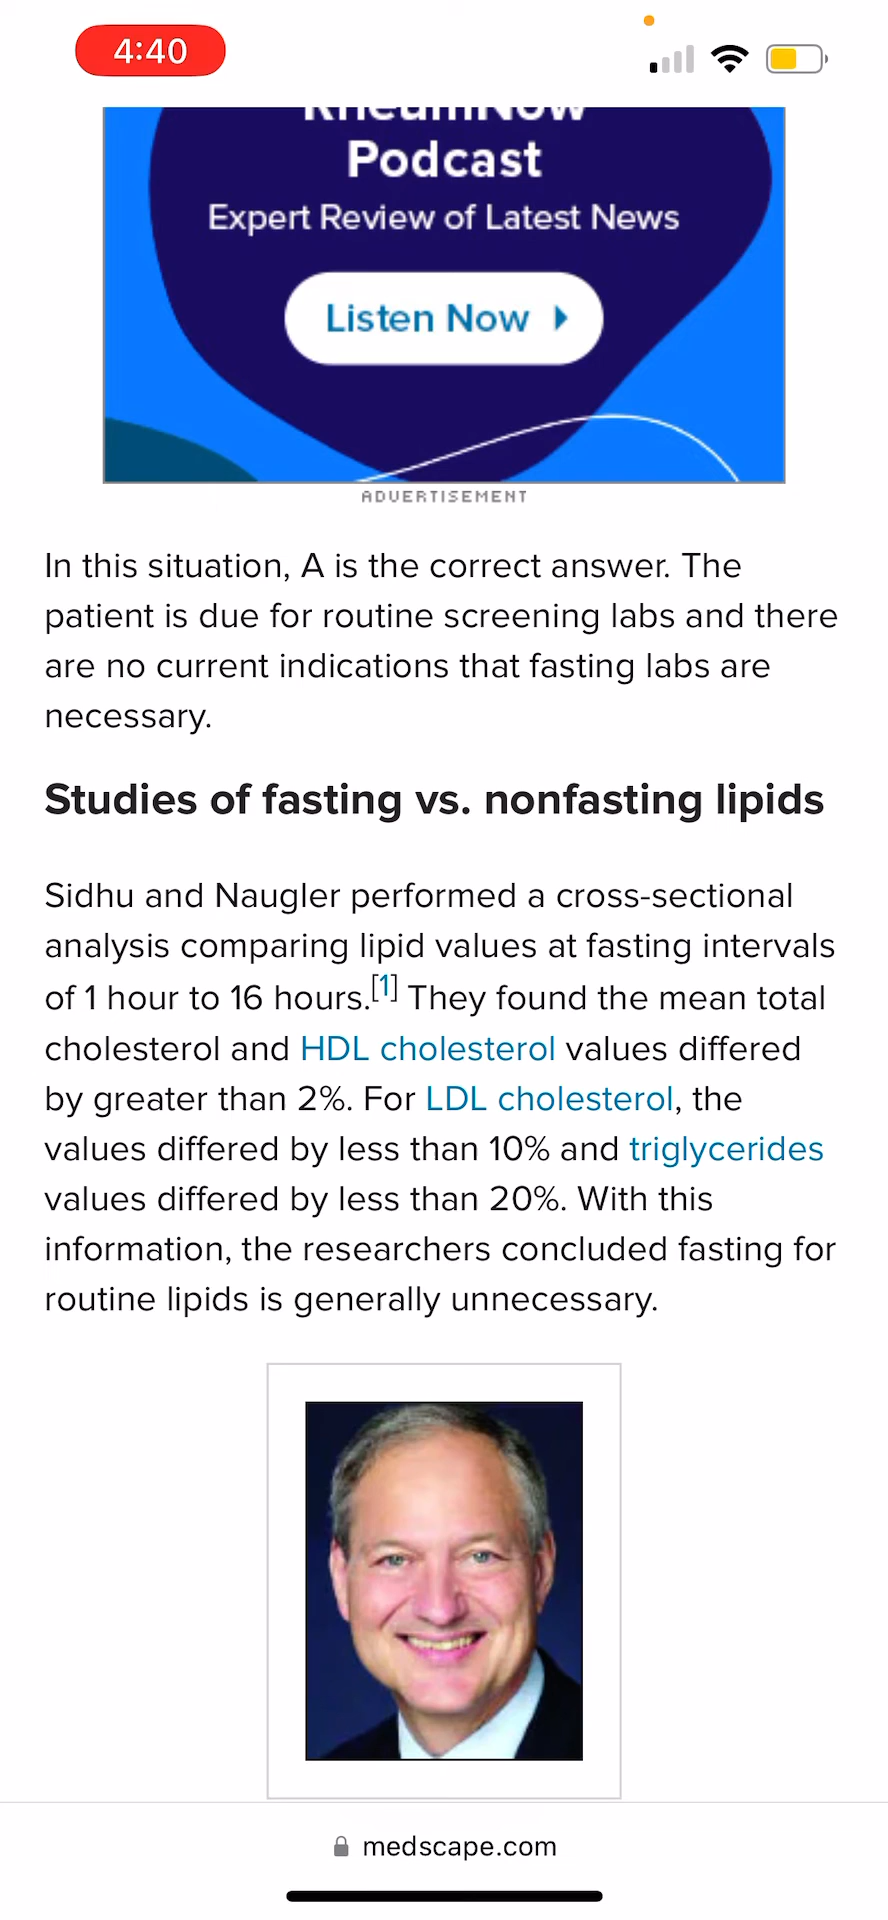 4:40
RheumNow
Podcast
Expert Review of Latest News
Listen Now
ADVERTISEMENT
In this situation, A is the correct answer. The
patient is due for routine screening labs and there
are no current indications that fasting labs are
necessary.
Studies of fasting vs. nonfasting lipids
Sidhu and Naugler performed a cross-sectional
analysis comparing lipid values at fasting intervals
of 1 hour to 16 hours.[1] They found the mean total
cholesterol and HDL cholesterol values differed
by greater than 2%. For LDL cholesterol, the
values differed by less than 10% and triglycerides
values differed by less than 20%. With this
information, the researchers concluded fasting for
routine lipids is generally unnecessary.
medscape.com